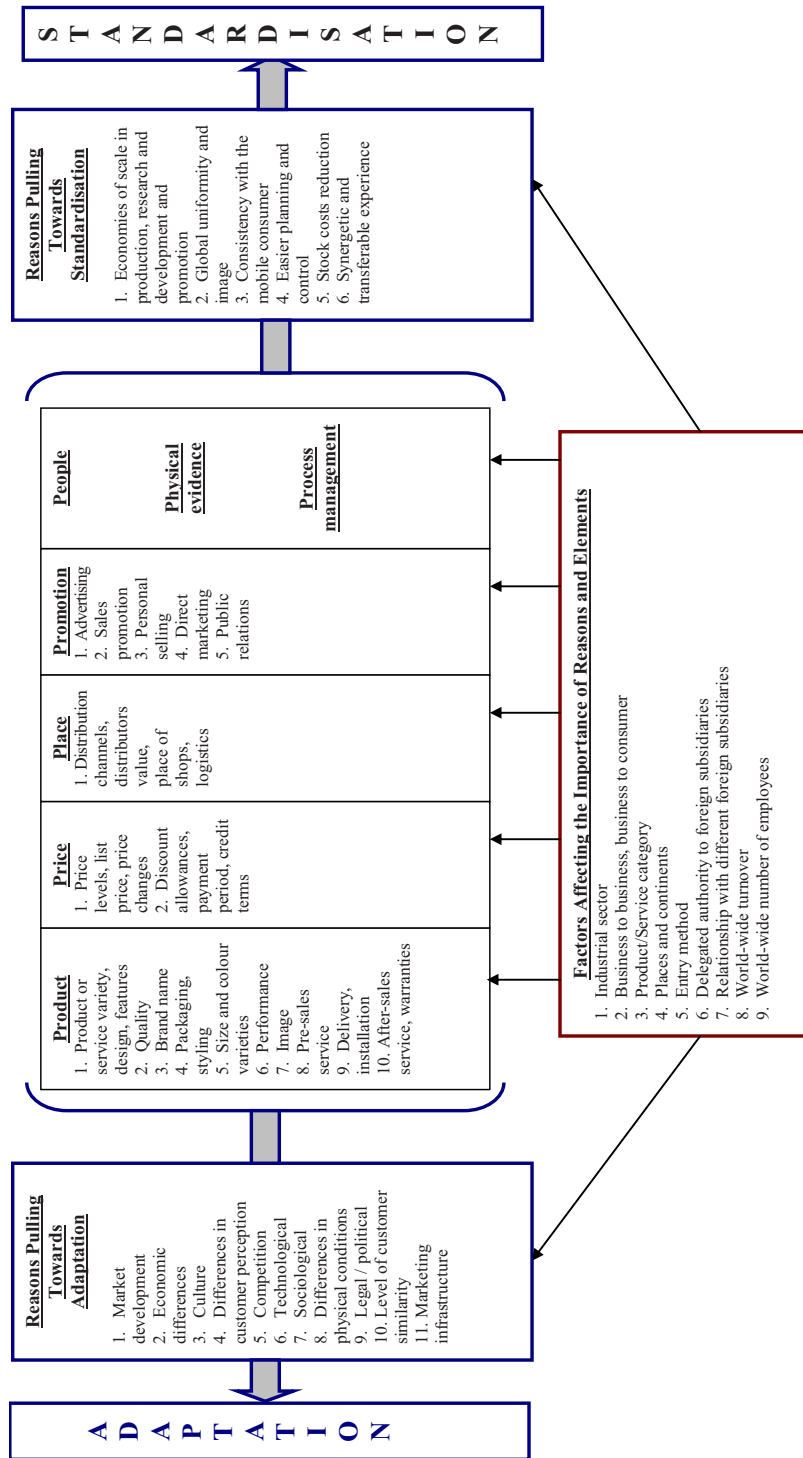 ADAPTATION
Reasons Pulling
Towards
Adaptation
1. Market
development
2. Economic
differences
3. Culture
4. Differences in
customer perception
5. Competition
6. Technological
7. Sociological
8. Differences in
physical conditions
9. Legal / political
10. Level of customer
similarity
11. Marketing
infrastructure
Product
1. Product or
service variety,
design, features
2. Quality
3. Brand name
4. Packaging,
styling
5. Size and colour
varieties
6. Performance
7. Image
8. Pre-sales
service
9. Delivery,
installation
10. After-sales
service, warranties
Price
1. Price
levels, list
price, price
changes
2. Discount
allowances,
payment
period, credit
terms
Place
1. Distribution
channels,
distributors
value,
place of
shops,
logistics
Promotion
1. Advertising
2. Sales
promotion
3. Personal
selling
4. Direct
marketing
5. Public
relations
People
Physical
evidence
Process
management
Reasons Pulling
Towards
Standardisation
1. Economies of scale in
production, research and
development and
promotion
2. Global uniformity and
image
3. Consistency with the
mobile consumer
4. Easier planning and
control
5. Stock costs reduction
6. Synergetic and
transferable experience
STANDARDISATION
Factors Affecting the Importance of Reasons and Elements
1. Industrial sector
2. Business to business, business to consumer
3. Product/Service category
4. Places and continents
5. Entry method
6. Delegated authority to foreign subsidiaries
7. Relationship with different foreign subsidiaries
8. World-wide turnover
9. World-wide number of employees